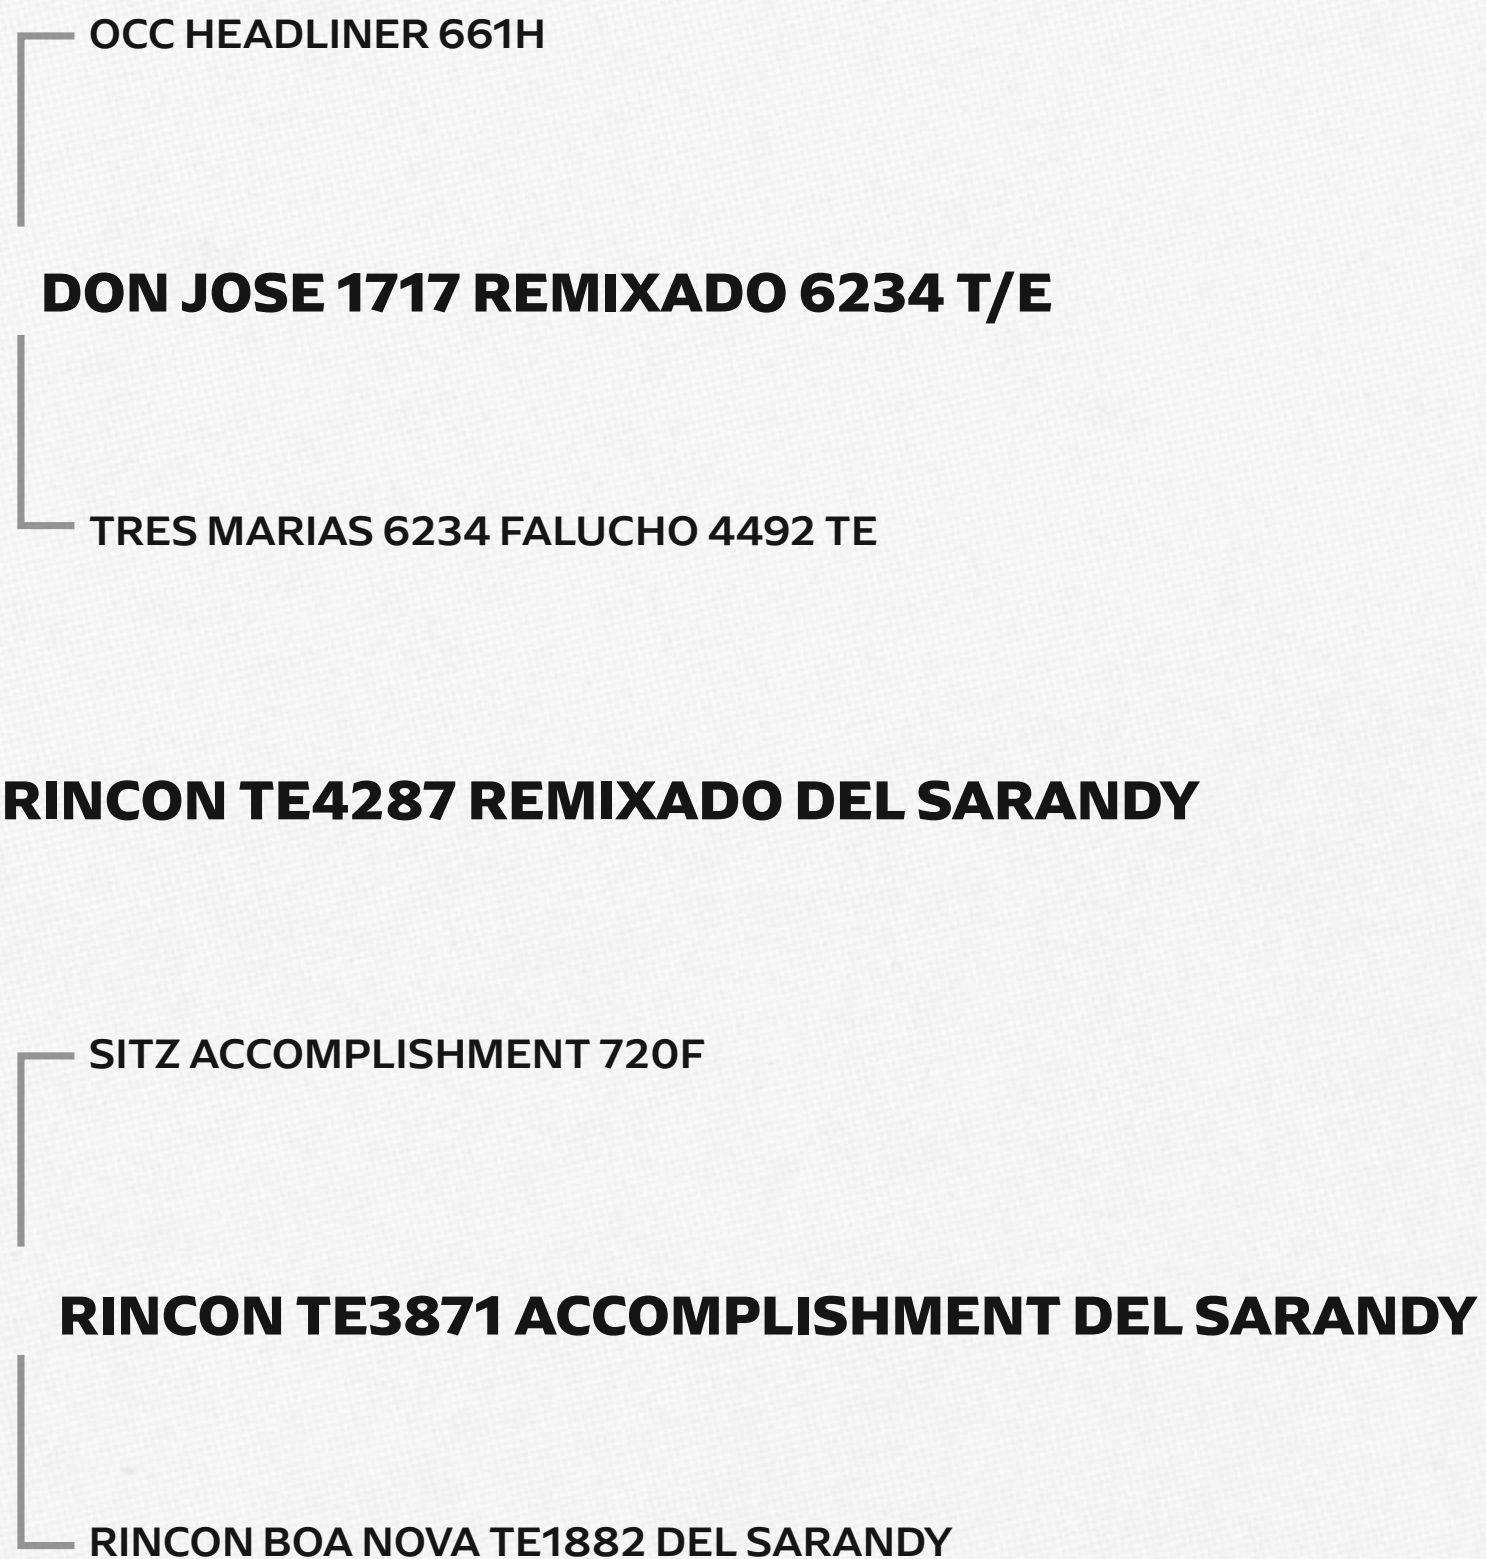 OCC HEADLINER 661H
DON JOSE 1717 REMIXADO 6234 T/E
TRES MARIAS 6234 FALUCHO 4492 TE
RINCON TE4287 REMIXADO DEL SARANDY
SITZ ACCOMPLISHMENT 720F
RINCON TE3871 ACCOMPLISHMENT DEL SARANDY
RINCON BOA NOVA TE1882 DEL SARANDY